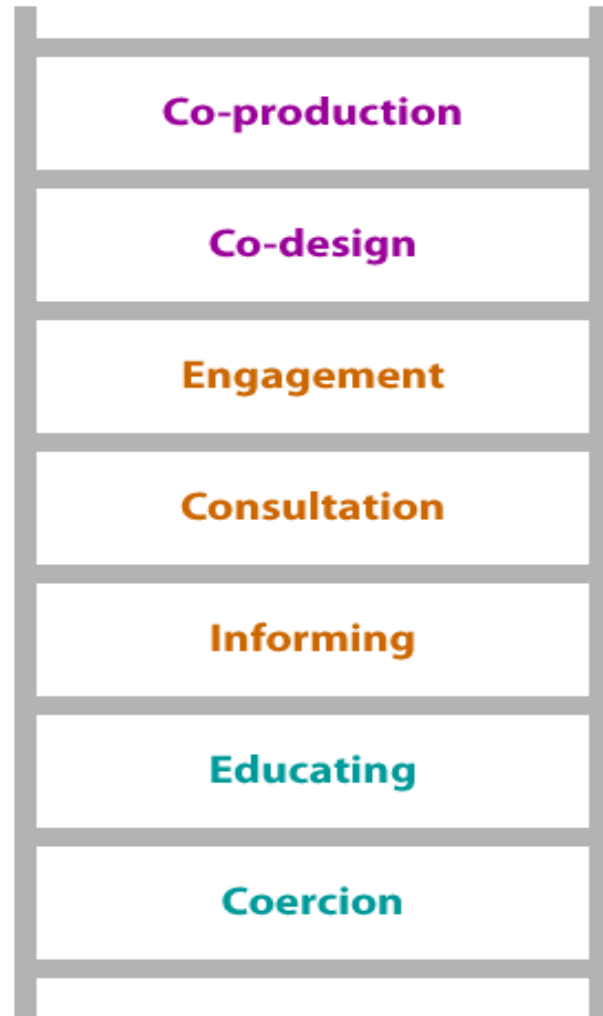 Co-production
Co-design
Engagement
Consultation
Informing
Educating
Coercion